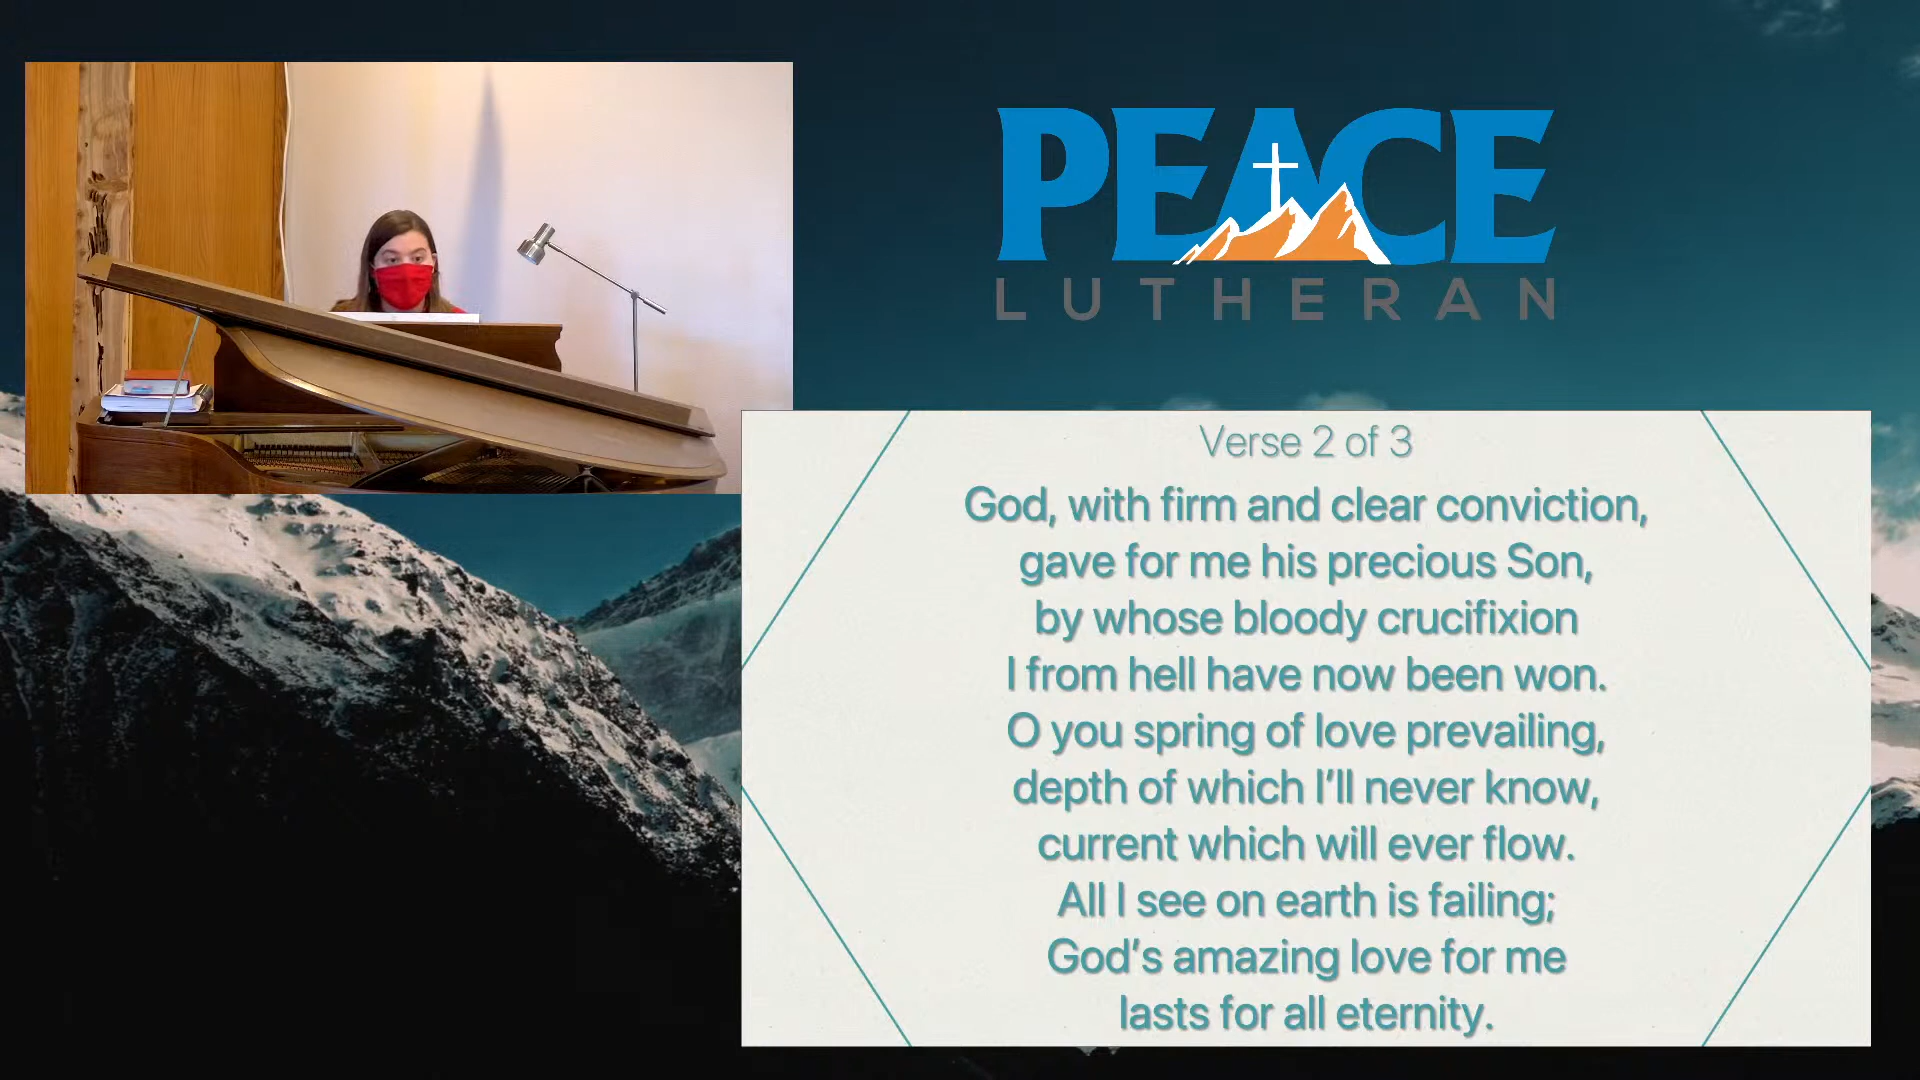 PEACE
LUTHERAN
Verse 2 of 3
God, with firm and clear conviction,
gave for me his precious Son,
by whose bloody crucifixion
I from hell have now been won.
O you spring of love prevailing,
depth of which I’ll never know,
current which will ever flow.
All I see on earth is failing;
God’s amazing love for me
lasts for all eternity.